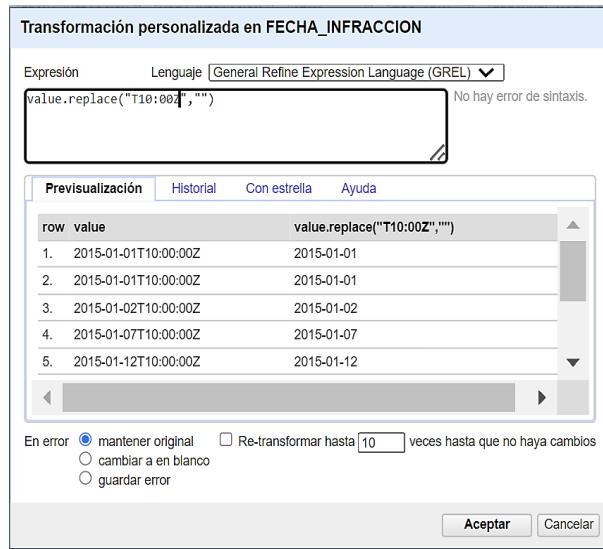 Transformación personalizada en FECHA_INFRACCION
Expresión Lenguaje General Refine Expression Language (GREL)
value.replace("T10:00Z","")
No hay error de sintaxis.
Previsualización Historial Con estrella Ayuda
row value value.replace("T10:00Z","")
1. 2015-01-01T10:00:00Z 2015-01-01
2. 2015-01-01T10:00:00Z 2015-01-01
3. 2015-01-02T10:00:00Z 2015-01-02
4. 2015-01-07T10:00:00Z 2015-01-07
5. 2015-01-12T10:00:00Z 2015-01-12
En error mantener original Re-transformar hasta 10 veces hasta que no haya cambios
cambiar a en blanco
guardar error
Aceptar Cancelar